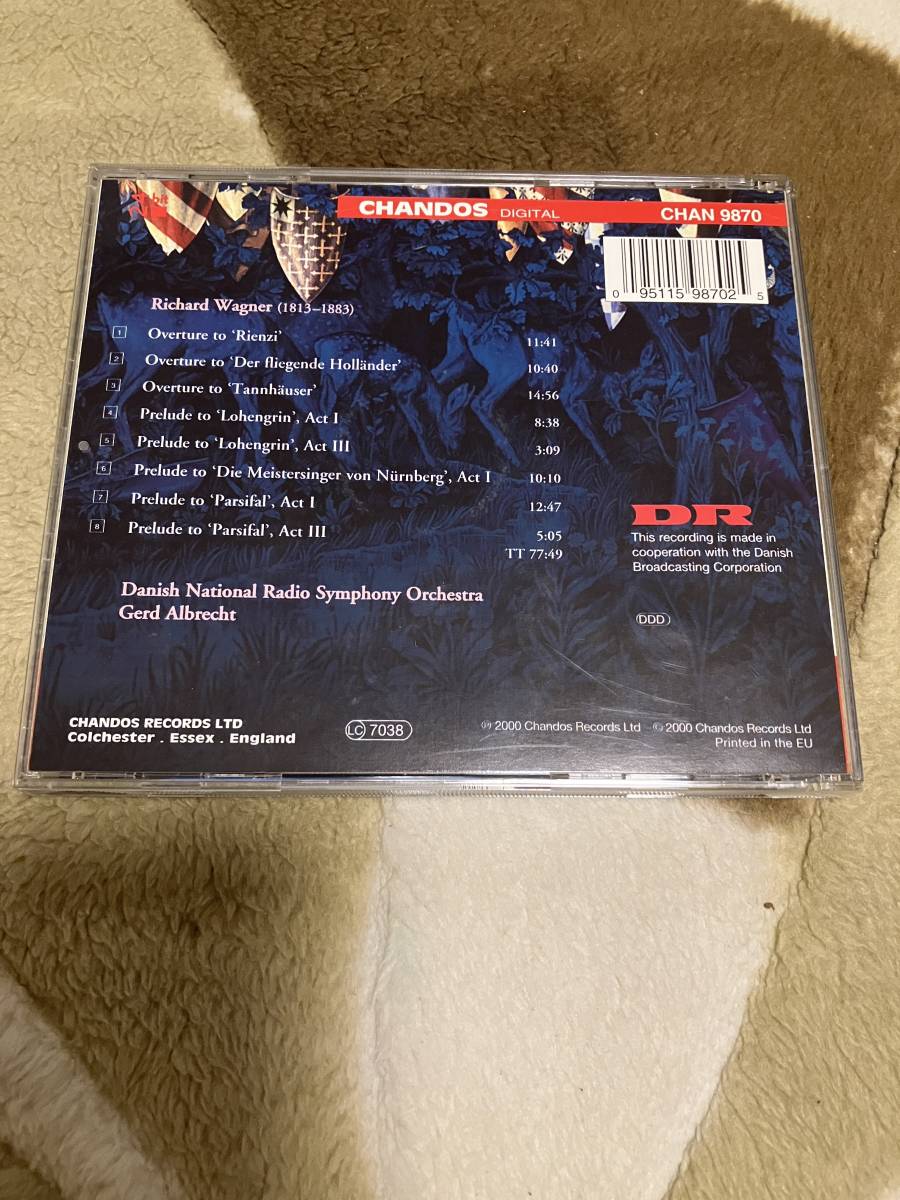 bit
CHANDOS DIGITAL CHAN 9870
0 95115 98702 5
Richard Wagner (1813–1883)
1 Overture to ‘Rienzi’ 11:41
2 Overture to ‘Der fliegende Holländer’ 10:40
3 Overture to ‘Tannhäuser’ 14:56
4 Prelude to ‘Lohengrin’, Act I 8:38
5 Prelude to ‘Lohengrin’, Act III 3:09
6 Prelude to ‘Die Meistersinger von Nürnberg’, Act I 10:10
7 Prelude to ‘Parsifal’, Act I 12:47
8 Prelude to ‘Parsifal’, Act III 5:05
TT 77:49
DR
This recording is made in
cooperation with the Danish
Broadcasting Corporation
Danish National Radio Symphony Orchestra
Gerd Albrecht
DDD
CHANDOS RECORDS LTD
Colchester . Essex . England
LC 7038
℗ 2000 Chandos Records Ltd © 2000 Chandos Records Ltd
Printed in the EU